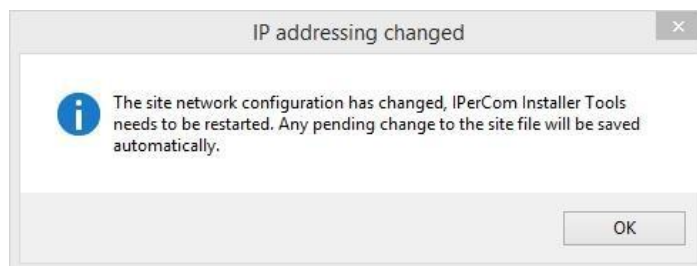 IP addressing changed
The site network configuration has changed, IPerCom Installer Tools
needs to be restarted. Any pending change to the site file will be saved
automatically.
OK